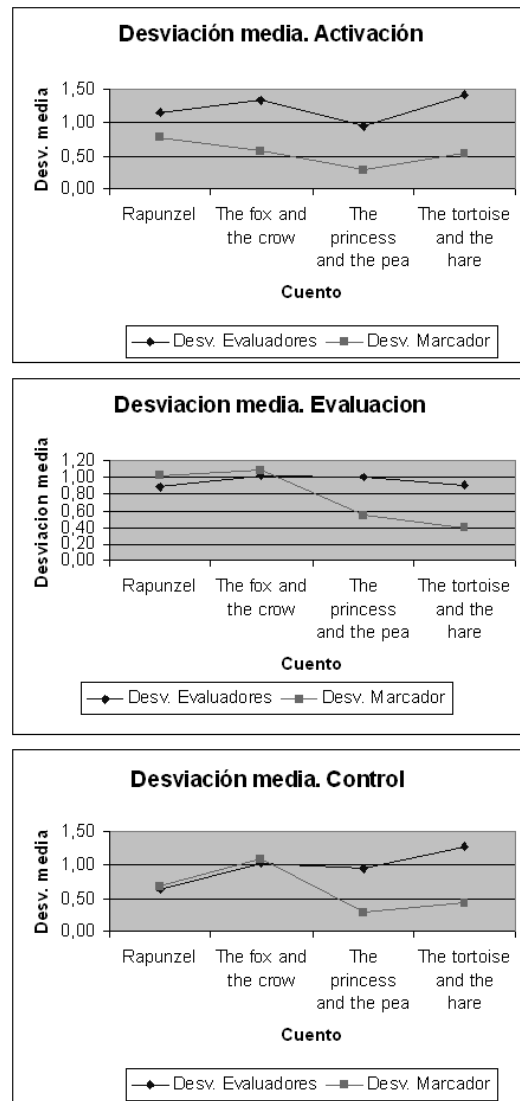 Desviación media. Activación
Desv. media
1,50
1,00
0,50
0,00
Rapunzel
The fox and
the crow
The
princess
and the pea
The tortoise
and the
hare
Cuento
Desv. Evaluadores
Desv. Marcador
Desviacion media. Evaluacion
Desviacion media
1,20
1,00
0,80
0,60
0,40
0,20
0,00
Rapunzel
The fox and
the crow
The
princess
and the pea
The tortoise
and the
hare
Cuento
Desv. Evaluadores
Desv. Marcador
Desviación media. Control
Desv. media
1,50
1,00
0,50
0,00
Rapunzel
The fox and
the crow
The
princess
and the pea
The tortoise
and the
hare
Cuento
Desv. Evaluadores
Desv. Marcador